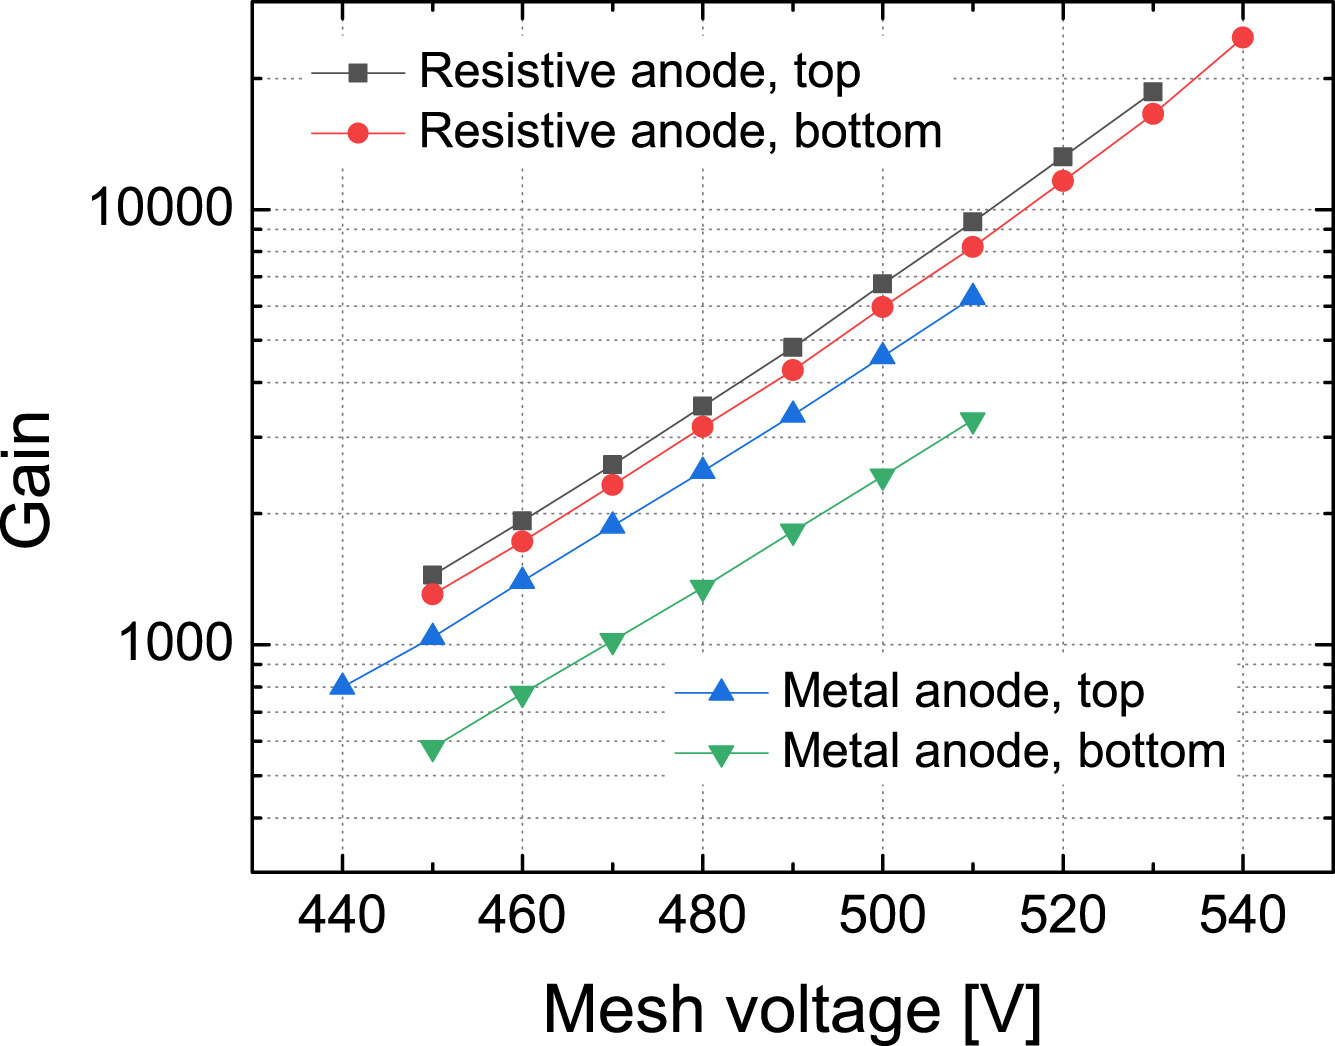 Resistive anode, top
Resistive anode, bottom
10000
1000
Gain
Metal anode, top
Metal anode, bottom
440 460 480 500 520 540
Mesh voltage [V]